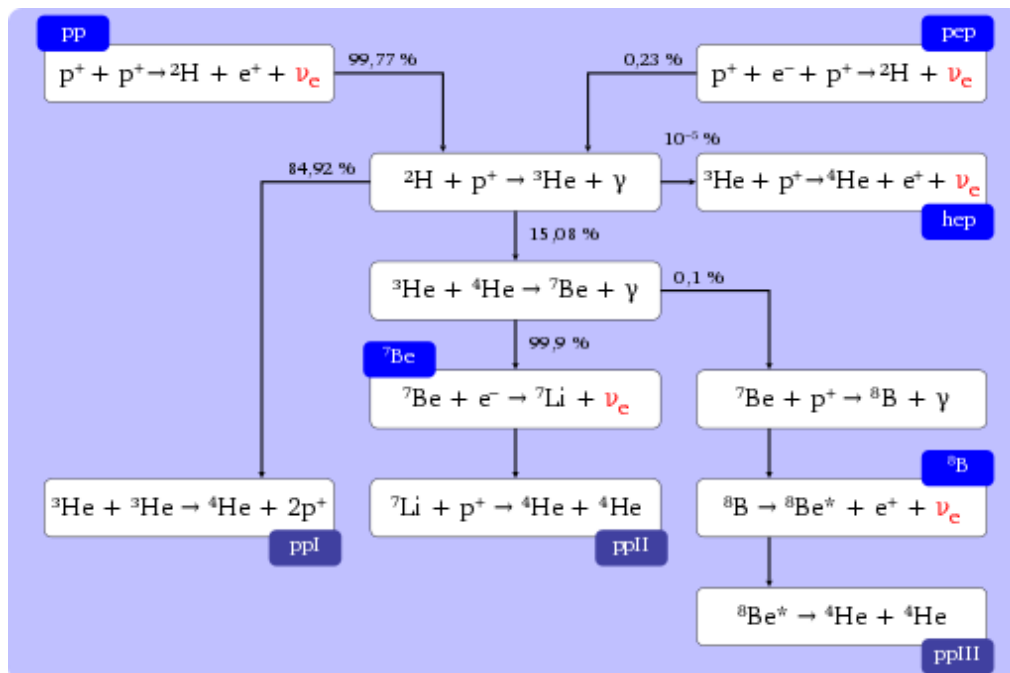 pp
pep
p⁺ + p⁺→ ²H + e⁺ + νₑ
99,77 %
0,23 %
p⁺ + e⁻ + p⁺→ ²H + νₑ
10⁻⁵ %
84,92 %
²H + p⁺ → ³He + γ
³He + p⁺→ ⁴He + e⁺ + νₑ
hep
15,08 %
³He + ⁴He → ⁷Be + γ
0,1 %
99,9 %
⁷Be
⁷Be + e⁻ → ⁷Li + νₑ
⁷Be + p⁺ → ⁸B + γ
⁸B
³He + ³He → ⁴He + 2p⁺
⁷Li + p⁺ → ⁴He + ⁴He
⁸B → ⁸Be* + e⁺ + νₑ
ppI
ppII
⁸Be* → ⁴He + ⁴He
ppIII